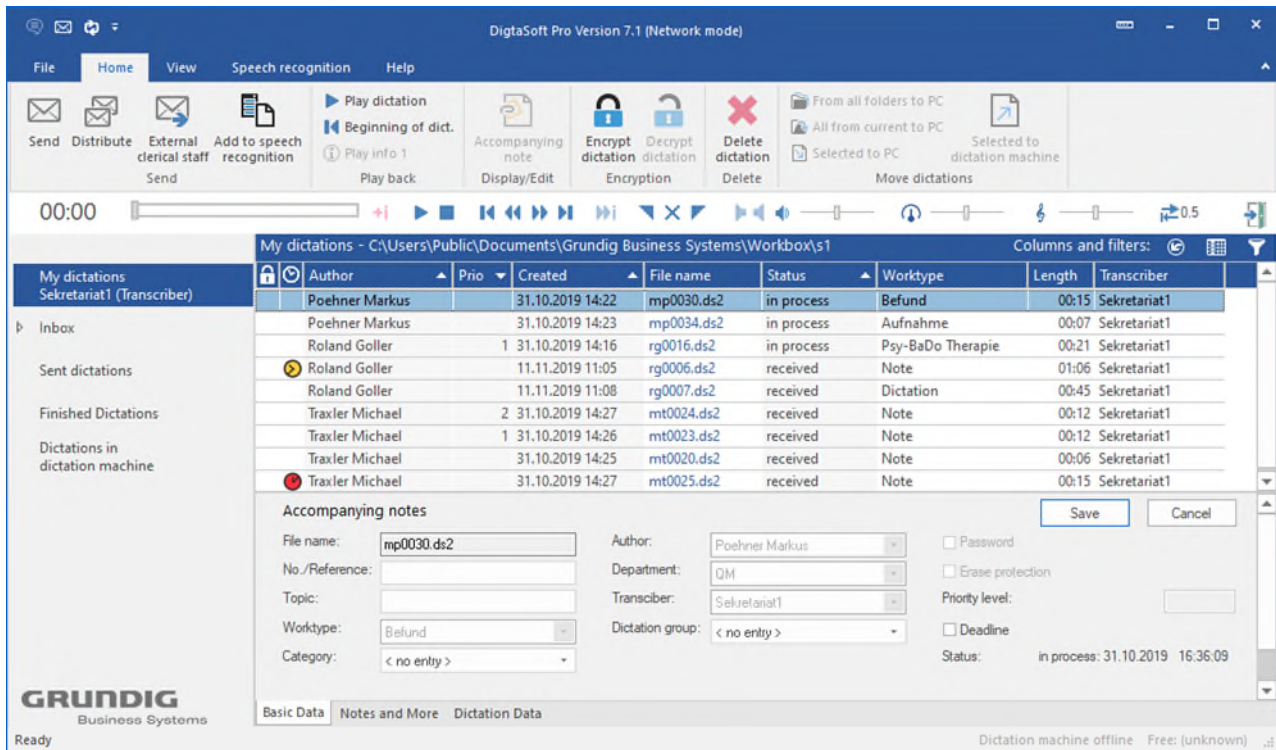 DigtaSoft Pro Version 7.1 (Network mode)
File Home View Speech recognition Help
Send
Distribute
External clerical staff
Add to speech recognition
Send
Play dictation
Beginning of dict.
Play info 1
Play back
Accompanying note
Display/Edit
Encrypt dictation
Decrypt dictation
Encryption
Delete dictation
Delete
From all folders to PC
All from current to PC
Selected to PC
Selected to dictation machine
Move dictations
00:00
+i
i
0.5
My dictations
Sekretariat1 (Transcriber)
Inbox
Sent dictations
Finished Dictations
Dictations in
dictation machine
GRUNDIG
Business Systems
My dictations - C:\Users\Public\Documents\Grundig Business Systems\Workbox\s1 Columns and filters:
Author Prio Created File name Status Worktype Length Transcriber
Poehner Markus 31.10.2019 14:22 mp0030.ds2 in process Befund 00:15 Sekretariat1
Poehner Markus 31.10.2019 14:23 mp0034.ds2 in process Aufnahme 00:07 Sekretariat1
Roland Goller 1 31.10.2019 14:16 rg0016.ds2 in process Psy-BaDo Therapie 00:21 Sekretariat1
Roland Goller 11.11.2019 11:05 rg0006.ds2 received Note 01:06 Sekretariat1
Roland Goller 11.11.2019 11:08 rg0007.ds2 received Dictation 00:45 Sekretariat1
Traxler Michael 2 31.10.2019 14:27 mt0024.ds2 received Note 00:12 Sekretariat1
Traxler Michael 1 31.10.2019 14:26 mt0023.ds2 received Note 00:12 Sekretariat1
Traxler Michael 31.10.2019 14:25 mt0020.ds2 received Note 00:06 Sekretariat1
Traxler Michael 31.10.2019 14:27 mt0025.ds2 received Note 00:15 Sekretariat1
Accompanying notes Save Cancel
File name: mp0030.ds2 Author: Poehner Markus Password
No./Reference: Department: QM Erase protection
Topic: Transciber: Sekretariat1 Priority level:
Worktype: Befund Dictation group: < no entry > Deadline
Category: < no entry > Status: in process: 31.10.2019 16:36:09
Basic Data Notes and More Dictation Data
Ready Dictation machine offline Free: (unknown)